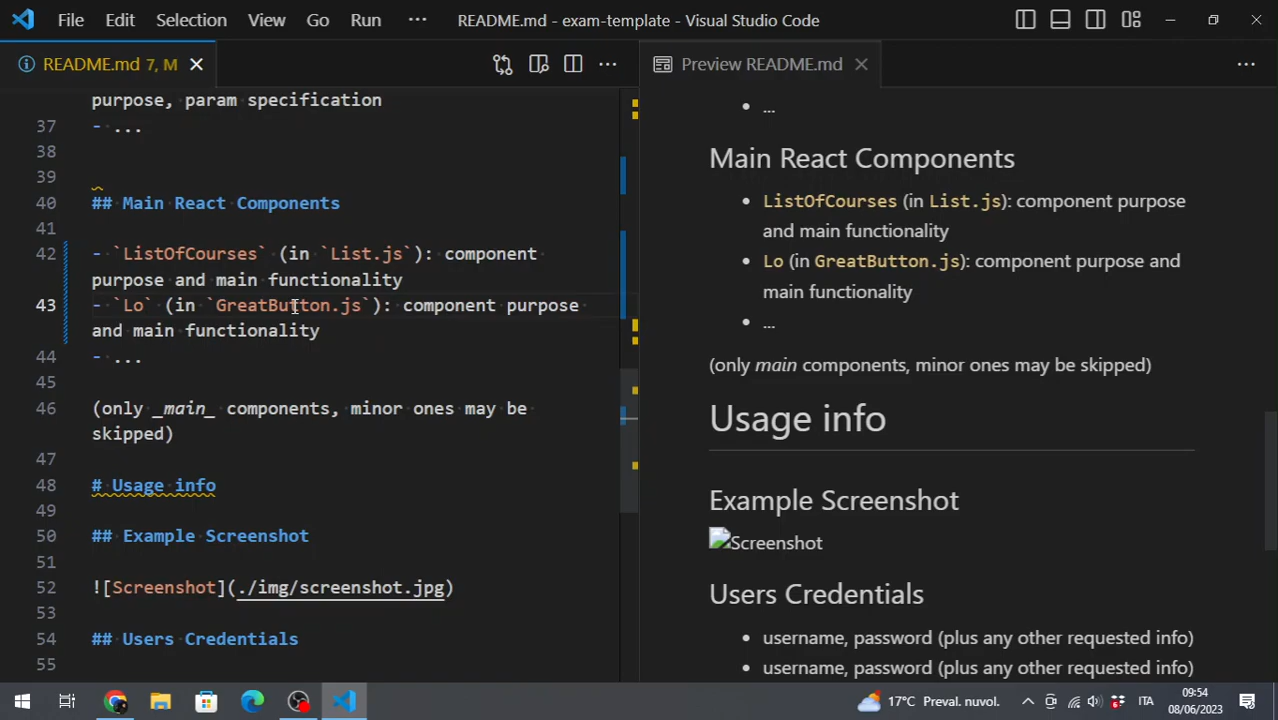 File Edit Selection View Go Run ··· README.md - exam-template - Visual Studio Code
README.md 7, M
Preview README.md
purpose, param specification
37 - ...
38
39
40 ## Main React Components
41
42 - `ListOfCourses` (in `List.js`): component
purpose and main functionality
43 - `Lo` (in `GreatButton.js`): component purpose
and main functionality
44 - ...
45
46 (only _main_ components, minor ones may be
skipped)
47
48 # Usage info
49
50 ## Example Screenshot
51
52 ![Screenshot](./img/screenshot.jpg)
53
54 ## Users Credentials
55
• ...
Main React Components
• ListOfCourses (in List.js): component purpose
and main functionality
• Lo (in GreatButton.js): component purpose and
main functionality
• ...
(only main components, minor ones may be skipped)
Usage info
Example Screenshot
Screenshot
Users Credentials
• username, password (plus any other requested info)
• username, password (plus any other requested info)
17°C Preval. nuvol.
6
ITA
09:54
08/06/2023